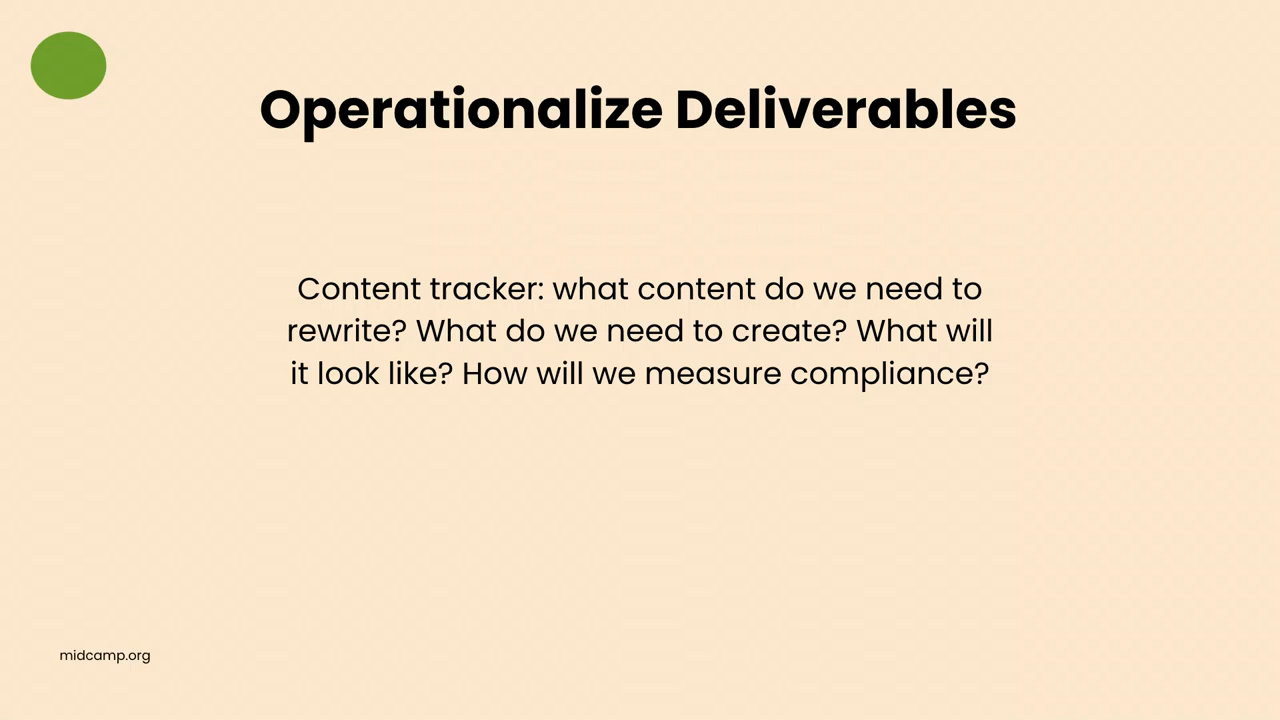 Operationalize Deliverables
Content tracker: what content do we need to
rewrite? What do we need to create? What will
it look like? How will we measure compliance?
midcamp.org